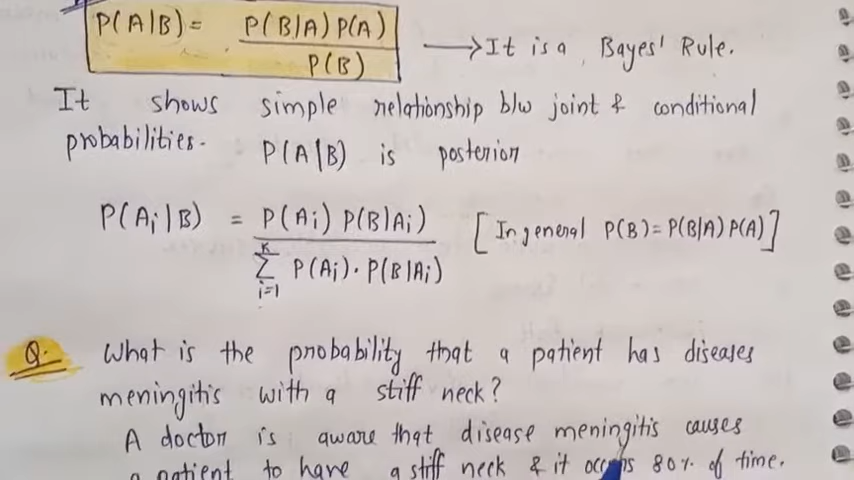 P(A|B) = P(B|A) P(A) / P(B) ⟶ It is a Bayes' Rule.
It shows simple relationship b/w joint & conditional
probabilities. P(A|B) is posterior
P(Ai|B) = P(Ai) P(B|Ai) / Σ i=1 k P(Ai) · P(B|Ai) [In general P(B) = P(B|A) P(A)]
Q. What is the probability that a patient has diseases
meningitis with a stiff neck?
A doctor is aware that disease meningitis causes
a patient to have a stiff neck & it occurs 80% of time.